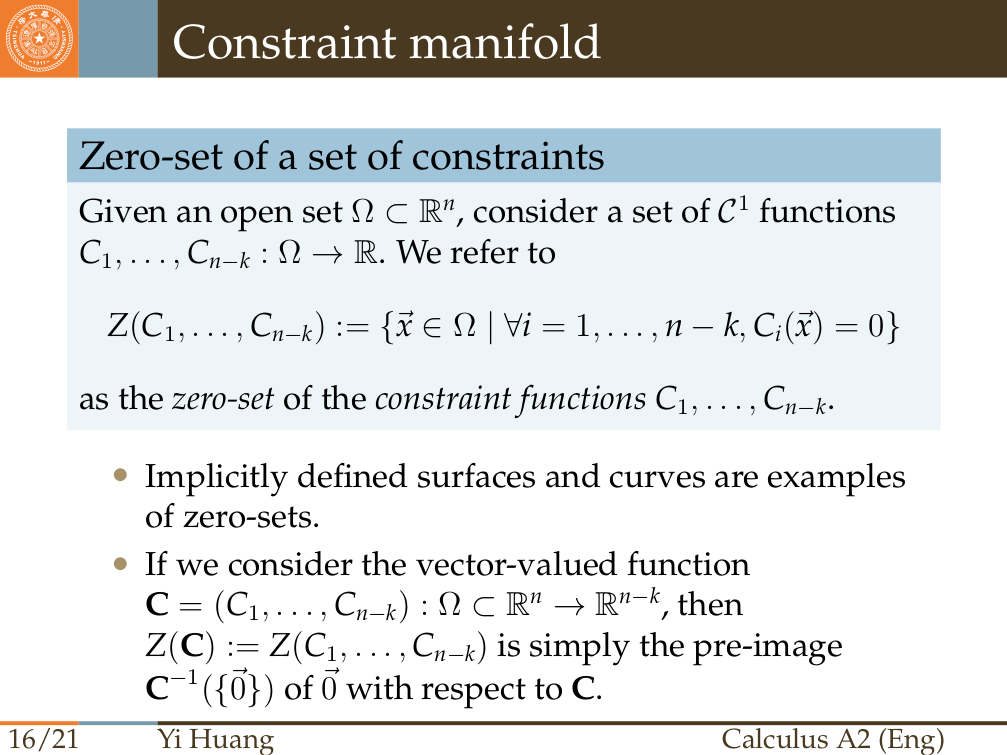 Constraint manifold
Zero-set of a set of constraints
Given an open set Ω ⊂ ℝⁿ, consider a set of 𝒞¹ functions
C₁, . . . , Cₙ₋ₖ : Ω → ℝ. We refer to
Z(C₁, . . . , Cₙ₋ₖ) := {x⃗ ∈ Ω | ∀i = 1, . . . , n − k, Cᵢ(x⃗) = 0}
as the zero-set of the constraint functions C₁, . . . , Cₙ₋ₖ.
• Implicitly defined surfaces and curves are examples
of zero-sets.
• If we consider the vector-valued function
C = (C₁, . . . , Cₙ₋ₖ) : Ω ⊂ ℝⁿ → ℝⁿ⁻ᵏ, then
Z(C) := Z(C₁, . . . , Cₙ₋ₖ) is simply the pre-image
C⁻¹({0⃗}) of 0⃗ with respect to C.
16/21 Yi Huang Calculus A2 (Eng)